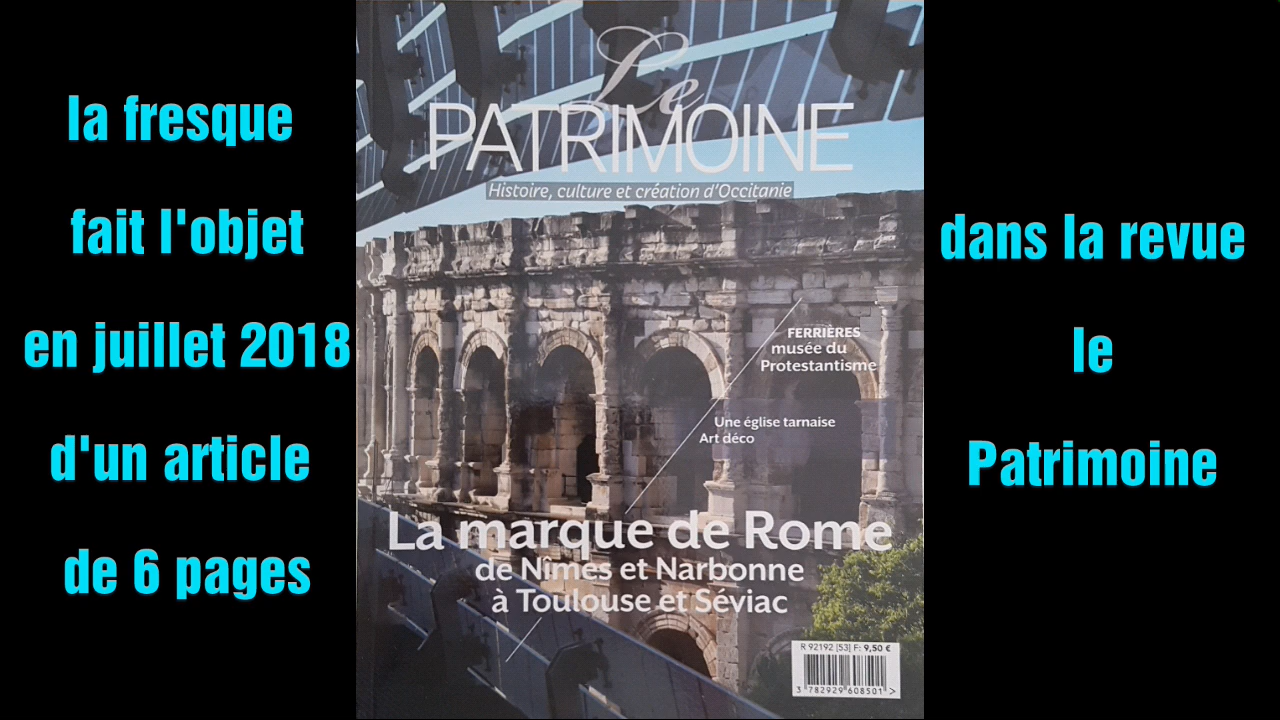 la fresque
fait l'objet
en juillet 2018
d'un article
de 6 pages
Le
PATRIMOINE
Histoire, culture et création d'Occitanie
FERRIÈRES
musée du
Protestantisme
Une église tarnaise
Art déco
La marque de Rome
de Nîmes et Narbonne
à Toulouse et Séviac
R 92192 [53] F: 9,50 €
3 782929 608501 >
dans la revue
le
Patrimoine